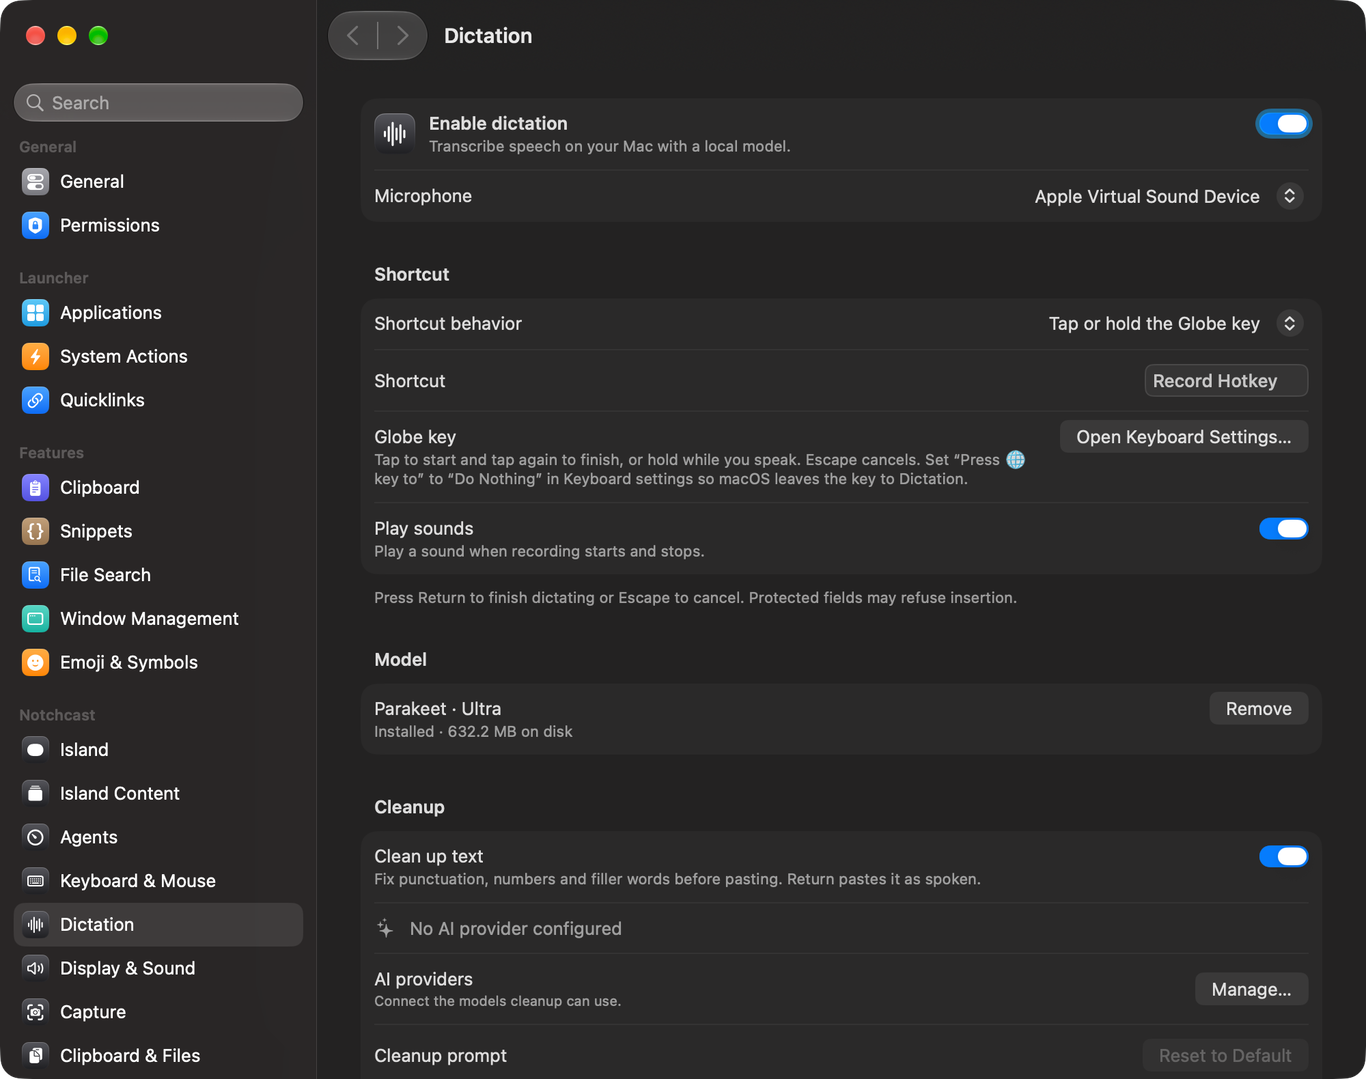 Dictation
Search
General
General
Permissions
Launcher
Applications
System Actions
Quicklinks
Features
Clipboard
Snippets
File Search
Window Management
Emoji & Symbols
Notchcast
Island
Island Content
Agents
Keyboard & Mouse
Dictation
Display & Sound
Capture
Clipboard & Files
Enable dictation
Transcribe speech on your Mac with a local model.
Microphone
Apple Virtual Sound Device
Shortcut
Shortcut behavior
Tap or hold the Globe key
Shortcut
Record Hotkey
Globe key
Open Keyboard Settings...
Tap to start and tap again to finish, or hold while you speak. Escape cancels. Set “Press 🌐
key to” to “Do Nothing” in Keyboard settings so macOS leaves the key to Dictation.
Play sounds
Play a sound when recording starts and stops.
Press Return to finish dictating or Escape to cancel. Protected fields may refuse insertion.
Model
Parakeet · Ultra
Installed · 632.2 MB on disk
Remove
Cleanup
Clean up text
Fix punctuation, numbers and filler words before pasting. Return pastes it as spoken.
No AI provider configured
AI providers
Connect the models cleanup can use.
Manage...
Cleanup prompt
Reset to Default